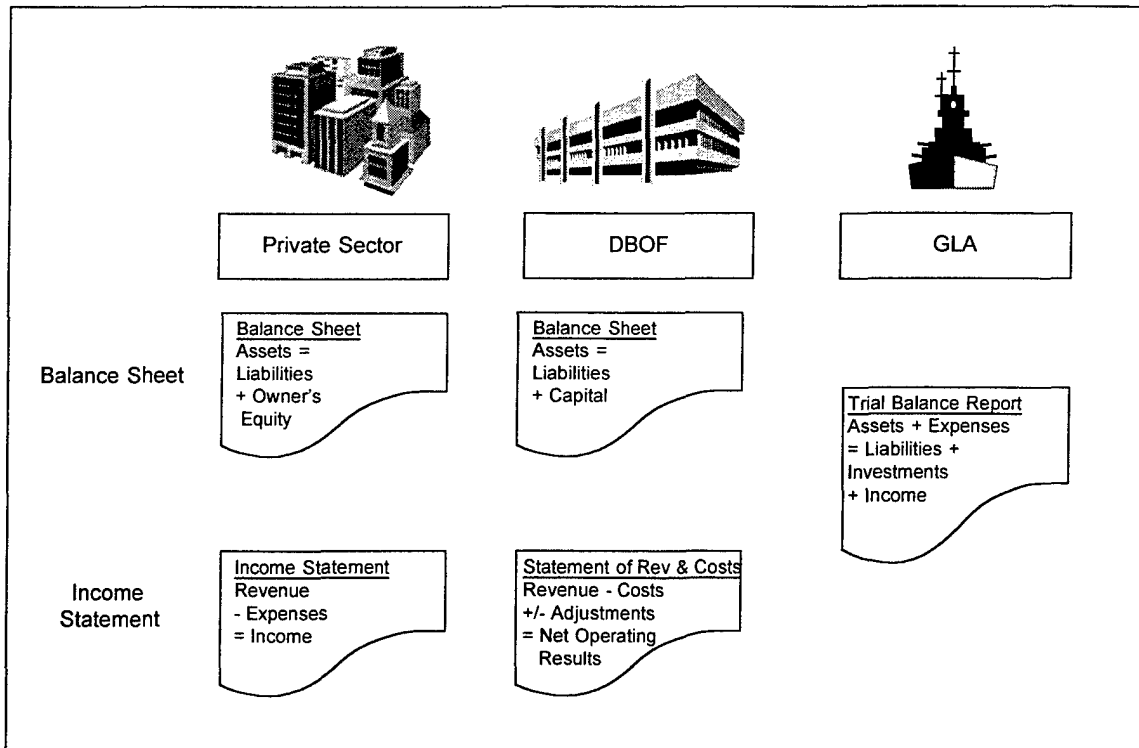 Private Sector
DBOF
GLA
Balance Sheet
Balance Sheet
Assets =
Liabilities
+ Owner's
Equity
Balance Sheet
Assets =
Liabilities
+ Capital
Trial Balance Report
Assets + Expenses
= Liabilities +
Investments
+ Income
Income
Statement
Income Statement
Revenue
- Expenses
= Income
Statement of Rev & Costs
Revenue - Costs
+/- Adjustments
= Net Operating
Results